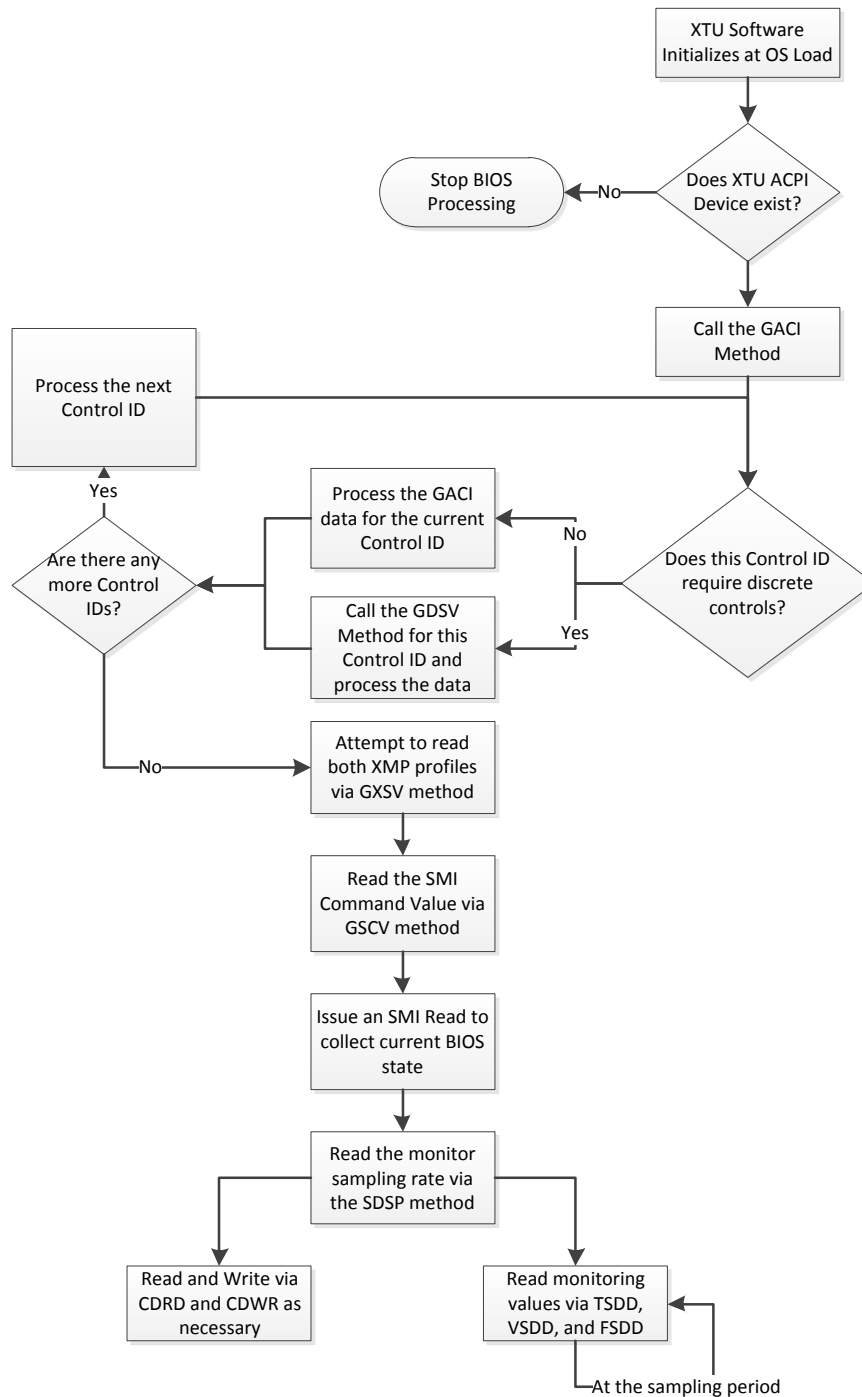 XTU Software
Initializes at OS Load
Does XTU ACPI
Device exist?
No
Stop BIOS
Processing
Call the GACI
Method
Process the next
Control ID
Yes
Process the GACI
data for the current
Control ID
No
Does this Control ID
require discrete
controls?
Are there any
more Control
IDs?
Call the GDSV
Method for this
Control ID and
process the data
Yes
No
Attempt to read
both XMP profiles
via GXSV method
Read the SMI
Command Value via
GSCV method
Issue an SMI Read to
collect current BIOS
state
Read the monitor
sampling rate via
the SDSP method
Read and Write via
CDRD and CDWR as
necessary
Read monitoring
values via TSDD,
VSDD, and FSDD
At the sampling period